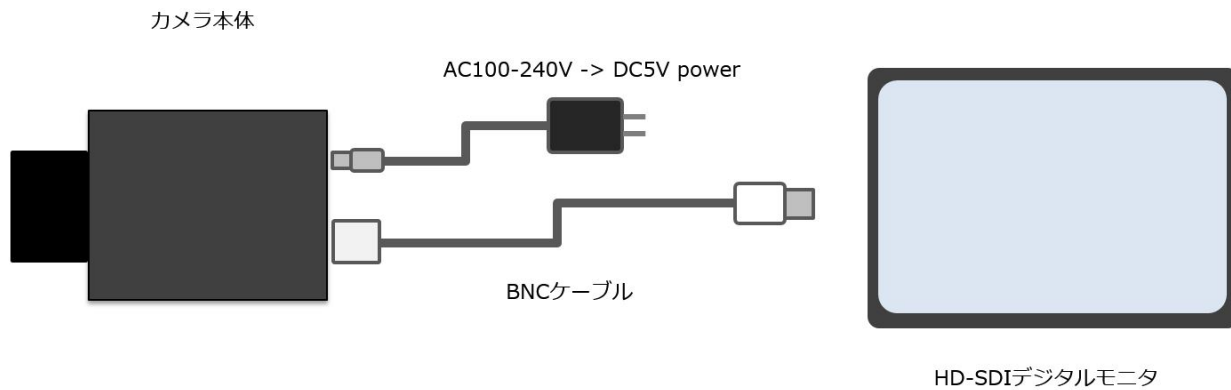 カメラ本体
AC100-240V -> DC5V power
BNCケーブル
HD-SDIデジタルモニタ